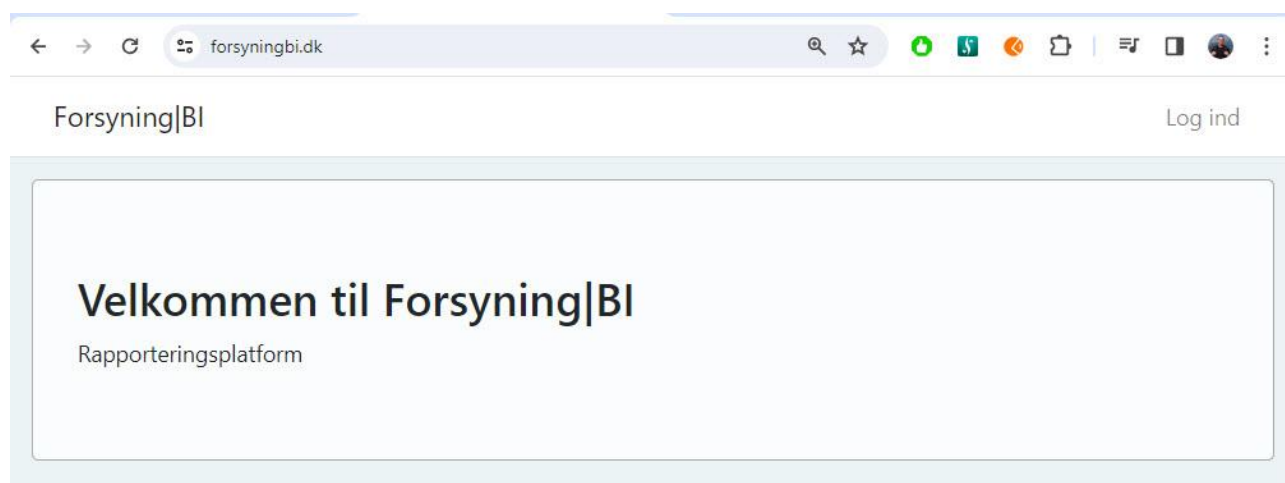 forsyningbi.dk
Forsyning|BI
Log ind
Velkommen til Forsyning|BI
Rapporteringsplatform